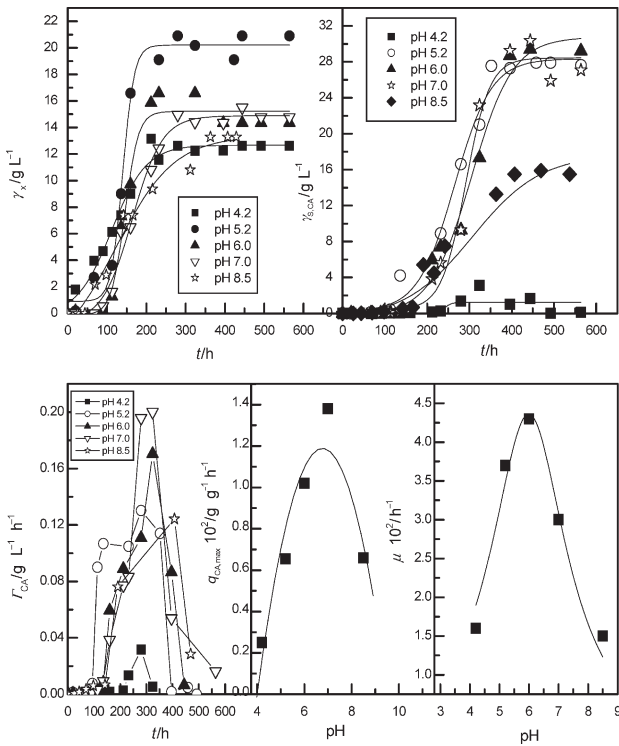 22
20
18
16
14
12
10
8
6
4
2
0
γx/g L–1
pH 4.2
pH 5.2
pH 6.0
pH 7.0
pH 8.5
0 100 200 300 400 500 600
t/h
28
24
20
16
12
8
4
0
γS,CA/g L–1
pH 4.2
pH 5.2
pH 6.0
pH 7.0
pH 8.5
0 100 200 300 400 500 600
t/h
0.20
0.16
0.12
0.08
0.04
0.00
ΓCA/g L–1 h–1
pH 4.2
pH 5.2
pH 6.0
pH 7.0
pH 8.5
0 100 200 300 400 500 600
t/h
1.4
1.2
1.0
0.8
0.6
0.4
0.2
0.0
qCA,max 102/g g–1 h–1
4 6 8 10
pH
4.5
4.0
3.5
3.0
2.5
2.0
1.5
1.0
μ 102/h–1
3 4 5 6 7 8 9
pH